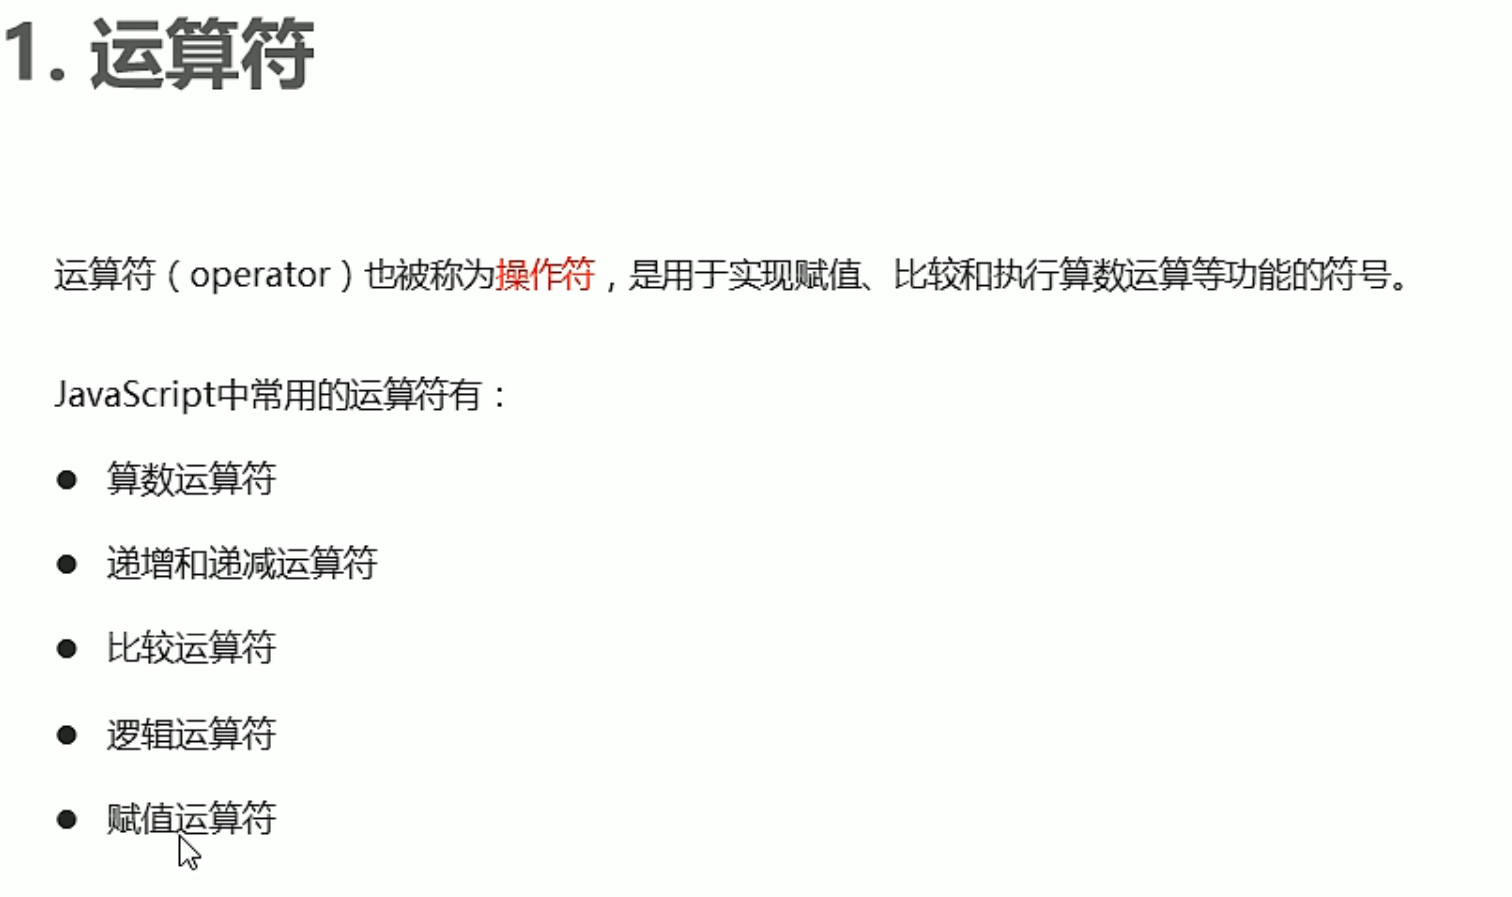 1. 运算符
运算符（operator）也被称为操作符，是用于实现赋值、比较和执行算数运算等功能的符号。
JavaScript中常用的运算符有：
● 算数运算符
● 递增和递减运算符
● 比较运算符
● 逻辑运算符
● 赋值运算符